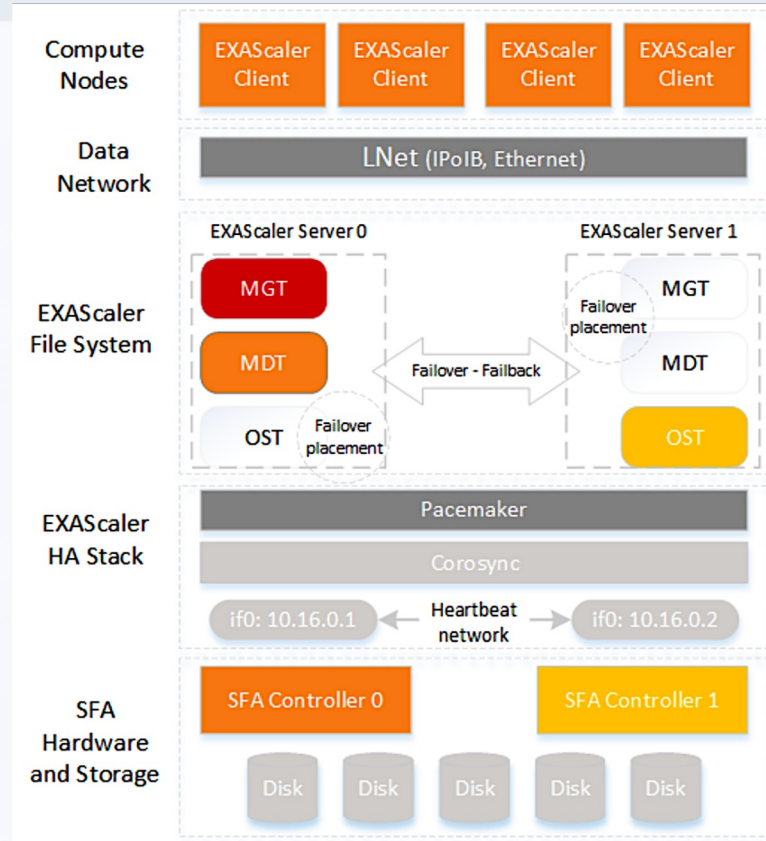 Compute
Nodes
EXAScaler
Client
EXAScaler
Client
EXAScaler
Client
EXAScaler
Client
Data
Network
LNet (IPoIB, Ethernet)
EXAScaler
File System
EXAScaler Server 0
MGT
MDT
OST
Failover
placement
Failover - Failback
EXAScaler Server 1
MGT
Failover
placement
MDT
OST
EXAScaler
HA Stack
Pacemaker
Corosync
if0: 10.16.0.1
Heartbeat
network
if0: 10.16.0.2
SFA
Hardware
and Storage
SFA Controller 0
SFA Controller 1
Disk
Disk
Disk
Disk
Disk